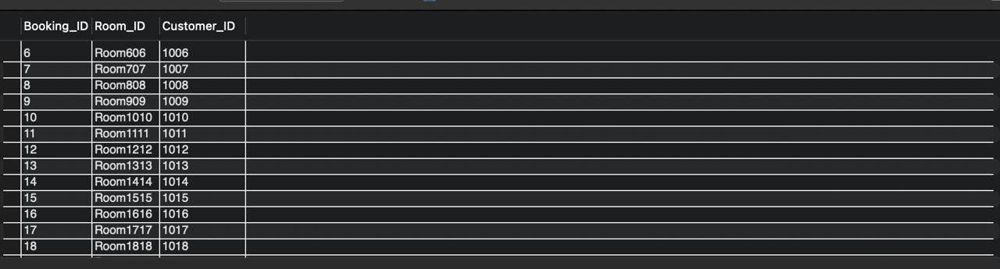 Booking_ID Room_ID Customer_ID
6 Room606 1006
7 Room707 1007
8 Room808 1008
9 Room909 1009
10 Room1010 1010
11 Room1111 1011
12 Room1212 1012
13 Room1313 1013
14 Room1414 1014
15 Room1515 1015
16 Room1616 1016
17 Room1717 1017
18 Room1818 1018